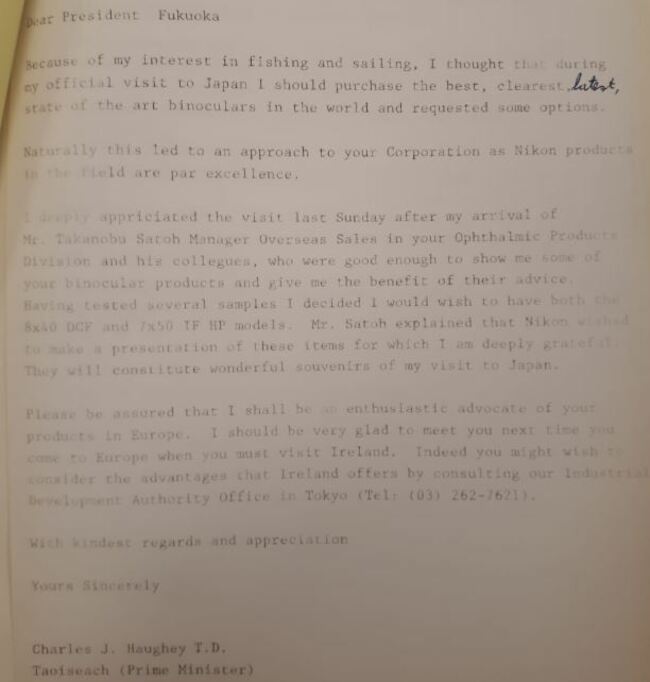 Dear President Fukuoka
Because of my interest in fishing and sailing, I thought that during
my official visit to Japan I should purchase the best, clearest, latest,
state of the art binoculars in the world and requested some options.
Naturally this led to an approach to your Corporation as Nikon products
in the field are par excellence.
I deeply appriciated the visit last Sunday after my arrival of
Mr. Takanobu Satoh Manager Overseas Sales in your Ophthalmic Products
Division and his collegues, who were good enough to show me some of
your binocular products and give me the benefit of their advice.
Having tested several samples I decided I would wish to have both the
8x40 DCF and 7x50 IF HP models. Mr. Satoh explained that Nikon wished
to make a presentation of these items for which I am deeply grateful.
They will constitute wonderful souvenirs of my visit to Japan.
Please be assured that I shall be an enthusiastic advocate of your
products in Europe. I should be very glad to meet you next time you
come to Europe when you must visit Ireland. Indeed you might wish to
consider the advantages that Ireland offers by consulting our Industrial
Development Authority Office in Tokyo (Tel: (03) 262-7621).
With kindest regards and appreciation
Yours Sincerely
Charles J. Haughey T.D.
Taoiseach (Prime Minister)